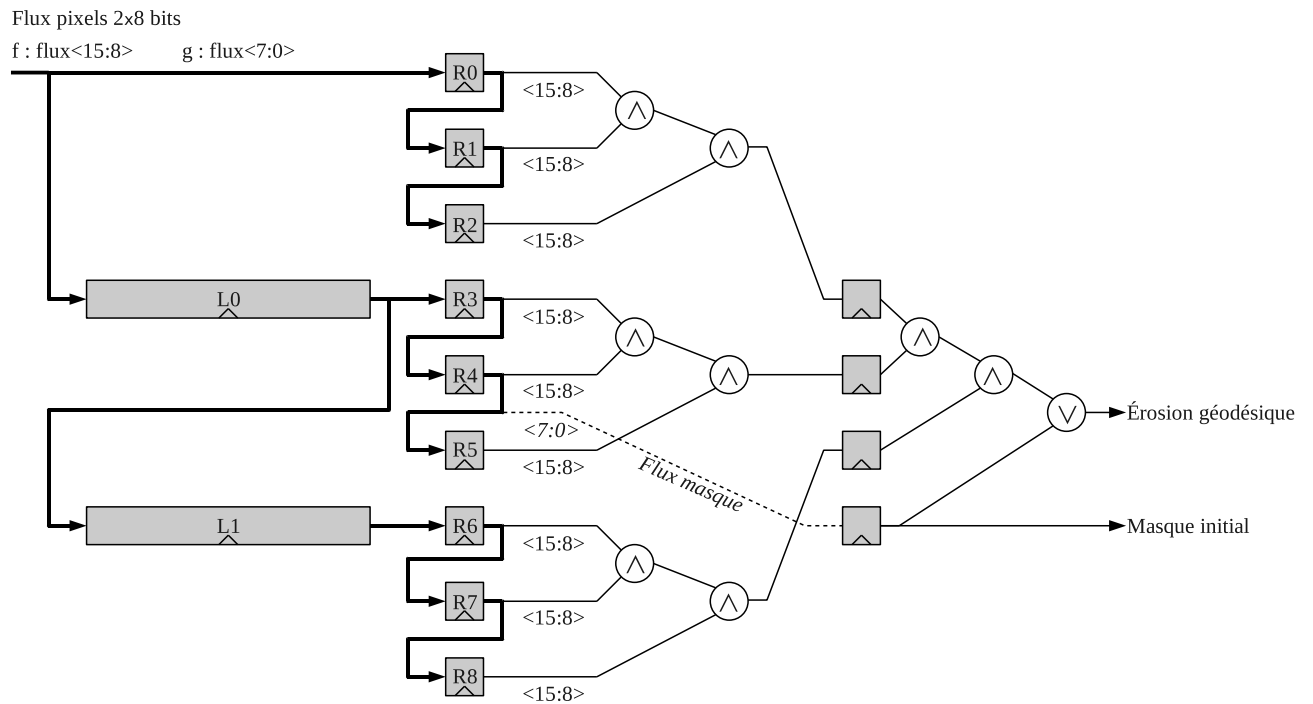 Flux pixels 2x8 bits
f : flux<15:8> g : flux<7:0>
R0
<15:8>
R1
<15:8>
R2
<15:8>
L0
R3
<15:8>
R4
<15:8>
<7:0>
R5
<15:8>
Flux masque
Érosion géodésique
L1
R6
<15:8>
Masque initial
R7
<15:8>
R8
<15:8>